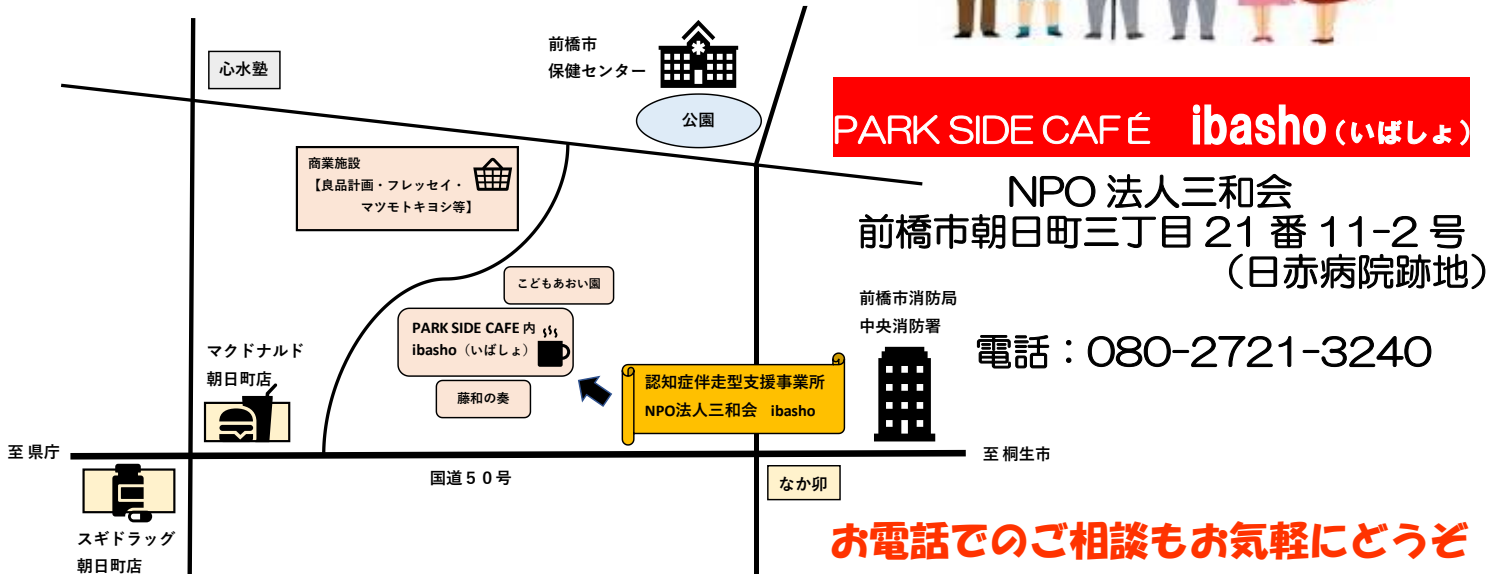 心水塾
前橋市
保健センター
公園
商業施設
【良品計画・フレッセイ・
マツモトキヨシ等】
こどもあおい園
PARK SIDE CAFE 内
ibasho（いばしょ）
藤和の奏
認知症伴走型支援事業所
NPO法人三和会　ibasho
マクドナルド
朝日町店
至 県庁
国道５０号
スギドラッグ
朝日町店
なか卯
至 桐生市
前橋市消防局
中央消防署
PARK SIDE CAFÉ　ibasho（いばしょ）
NPO 法人三和会
前橋市朝日町三丁目 21 番 11-2 号
（日赤病院跡地）
電話：080-2721-3240
お電話でのご相談もお気軽にどうぞ